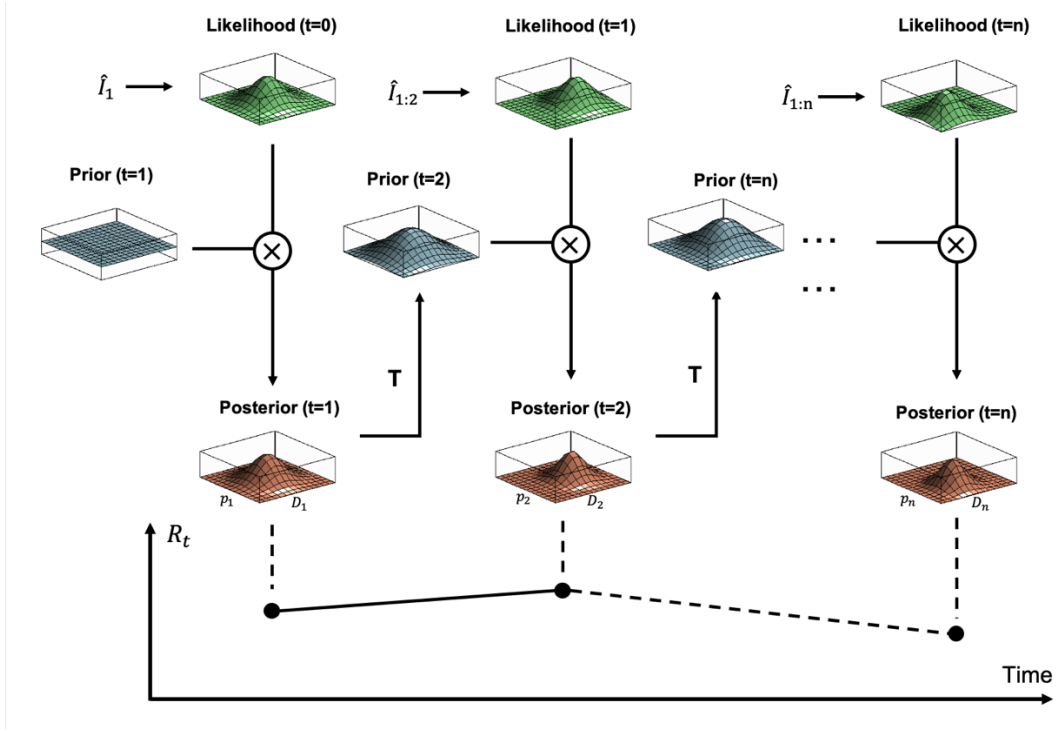 Likelihood (t=0)
Likelihood (t=1)
Likelihood (t=n)
Î₁
Î₁:₂
Î₁:ₙ
Prior (t=1)
Prior (t=2)
Prior (t=n)
... 
...
T
T
Posterior (t=1)
Posterior (t=2)
Posterior (t=n)
p₁ D₁
p₂ D₂
pₙ Dₙ
Rₜ
Time